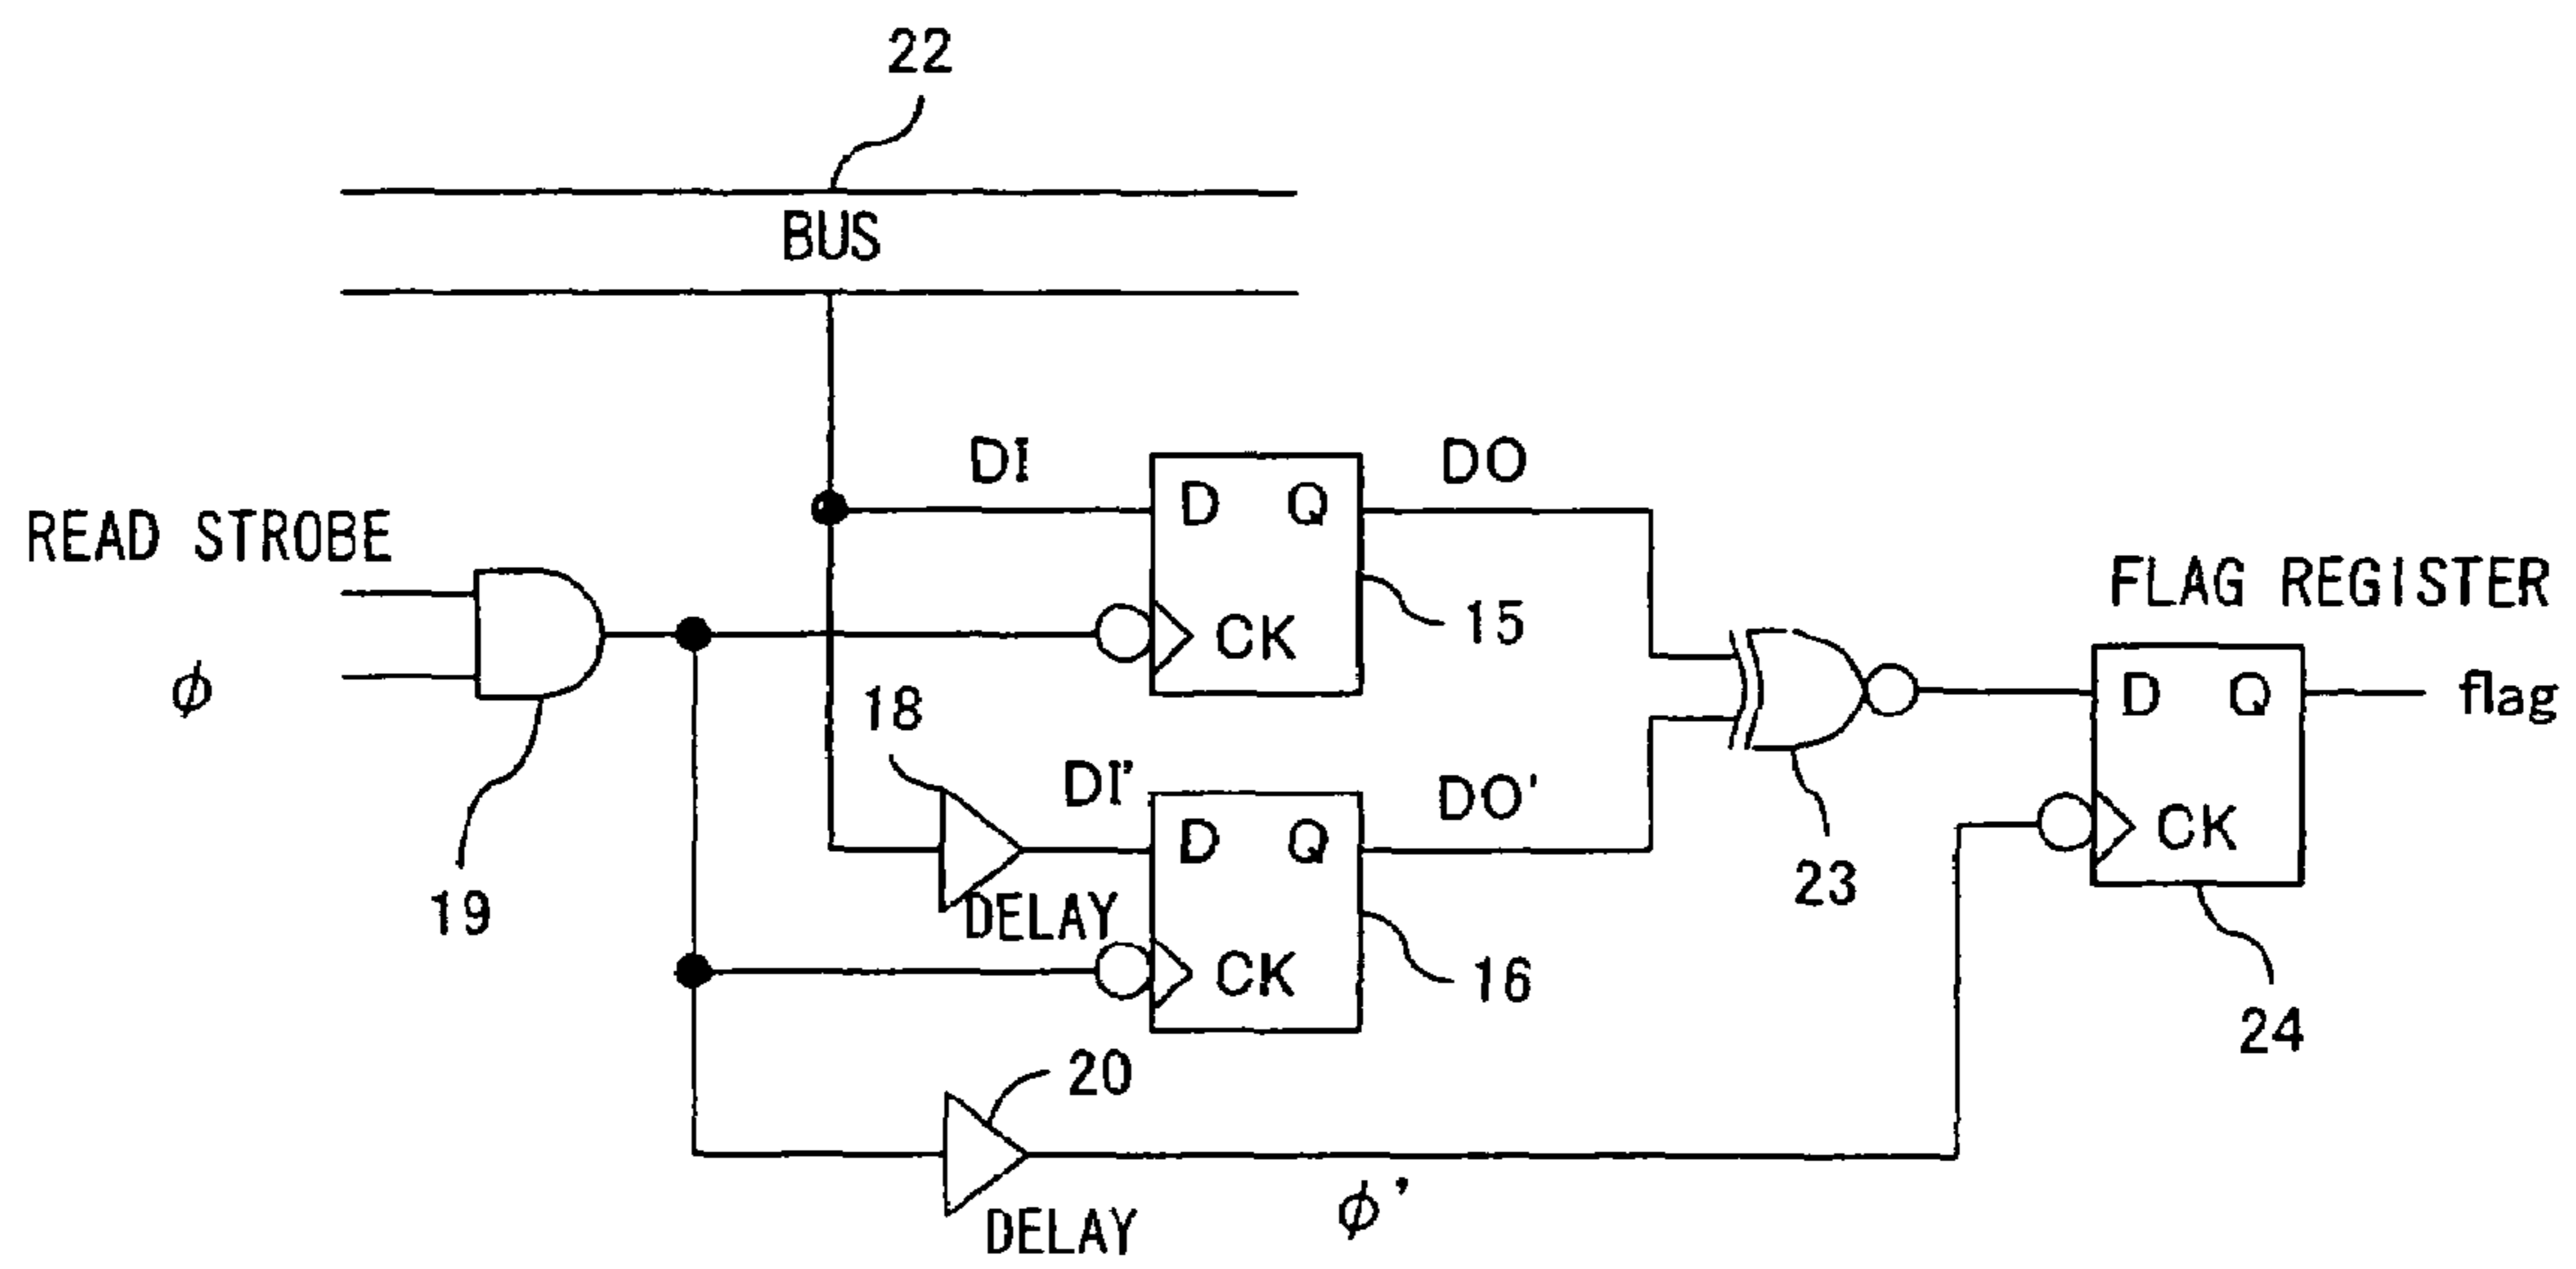 22
BUS
DI
DO
D Q
READ STROBE
FLAG REGISTER
CK
15
ϕ
18
D Q
flag
DI'
DO'
D Q
CK
23
19
DELAY
CK
16
24
20
DELAY
ϕ'